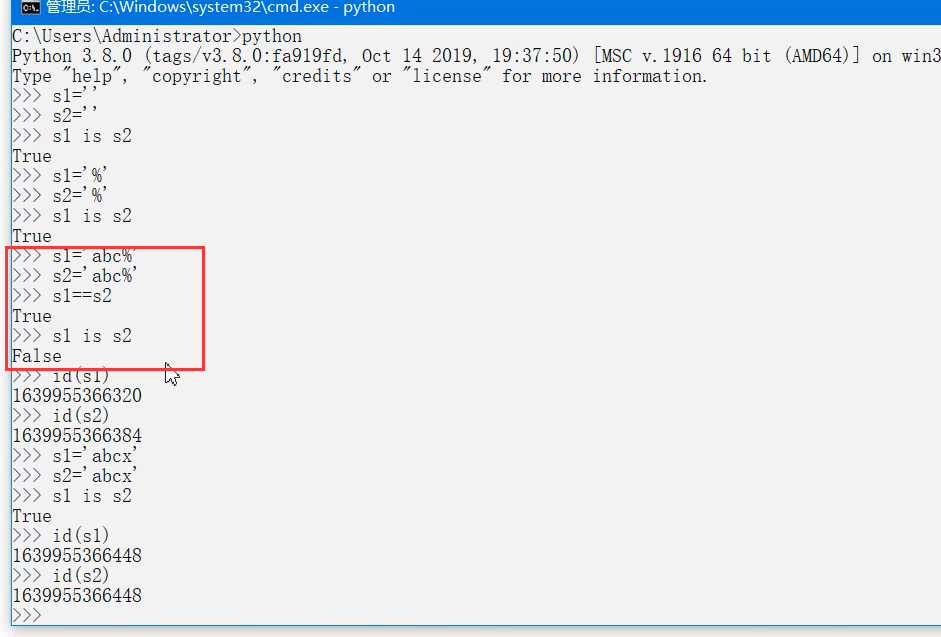 管理员: C:\Windows\system32\cmd.exe - python
C:\Users\Administrator>python
Python 3.8.0 (tags/v3.8.0:fa919fd, Oct 14 2019, 19:37:50) [MSC v.1916 64 bit (AMD64)] on win3
Type "help", "copyright", "credits" or "license" for more information.
>>> s1=''
>>> s2=''
>>> s1 is s2
True
>>> s1='%'
>>> s2='%'
>>> s1 is s2
True
>>> s1='abc%'
>>> s2='abc%'
>>> s1==s2
True
>>> s1 is s2
False
>>> id(s1)
1639955366320
>>> id(s2)
1639955366384
>>> s1='abcx'
>>> s2='abcx'
>>> s1 is s2
True
>>> id(s1)
1639955366448
>>> id(s2)
1639955366448
>>>